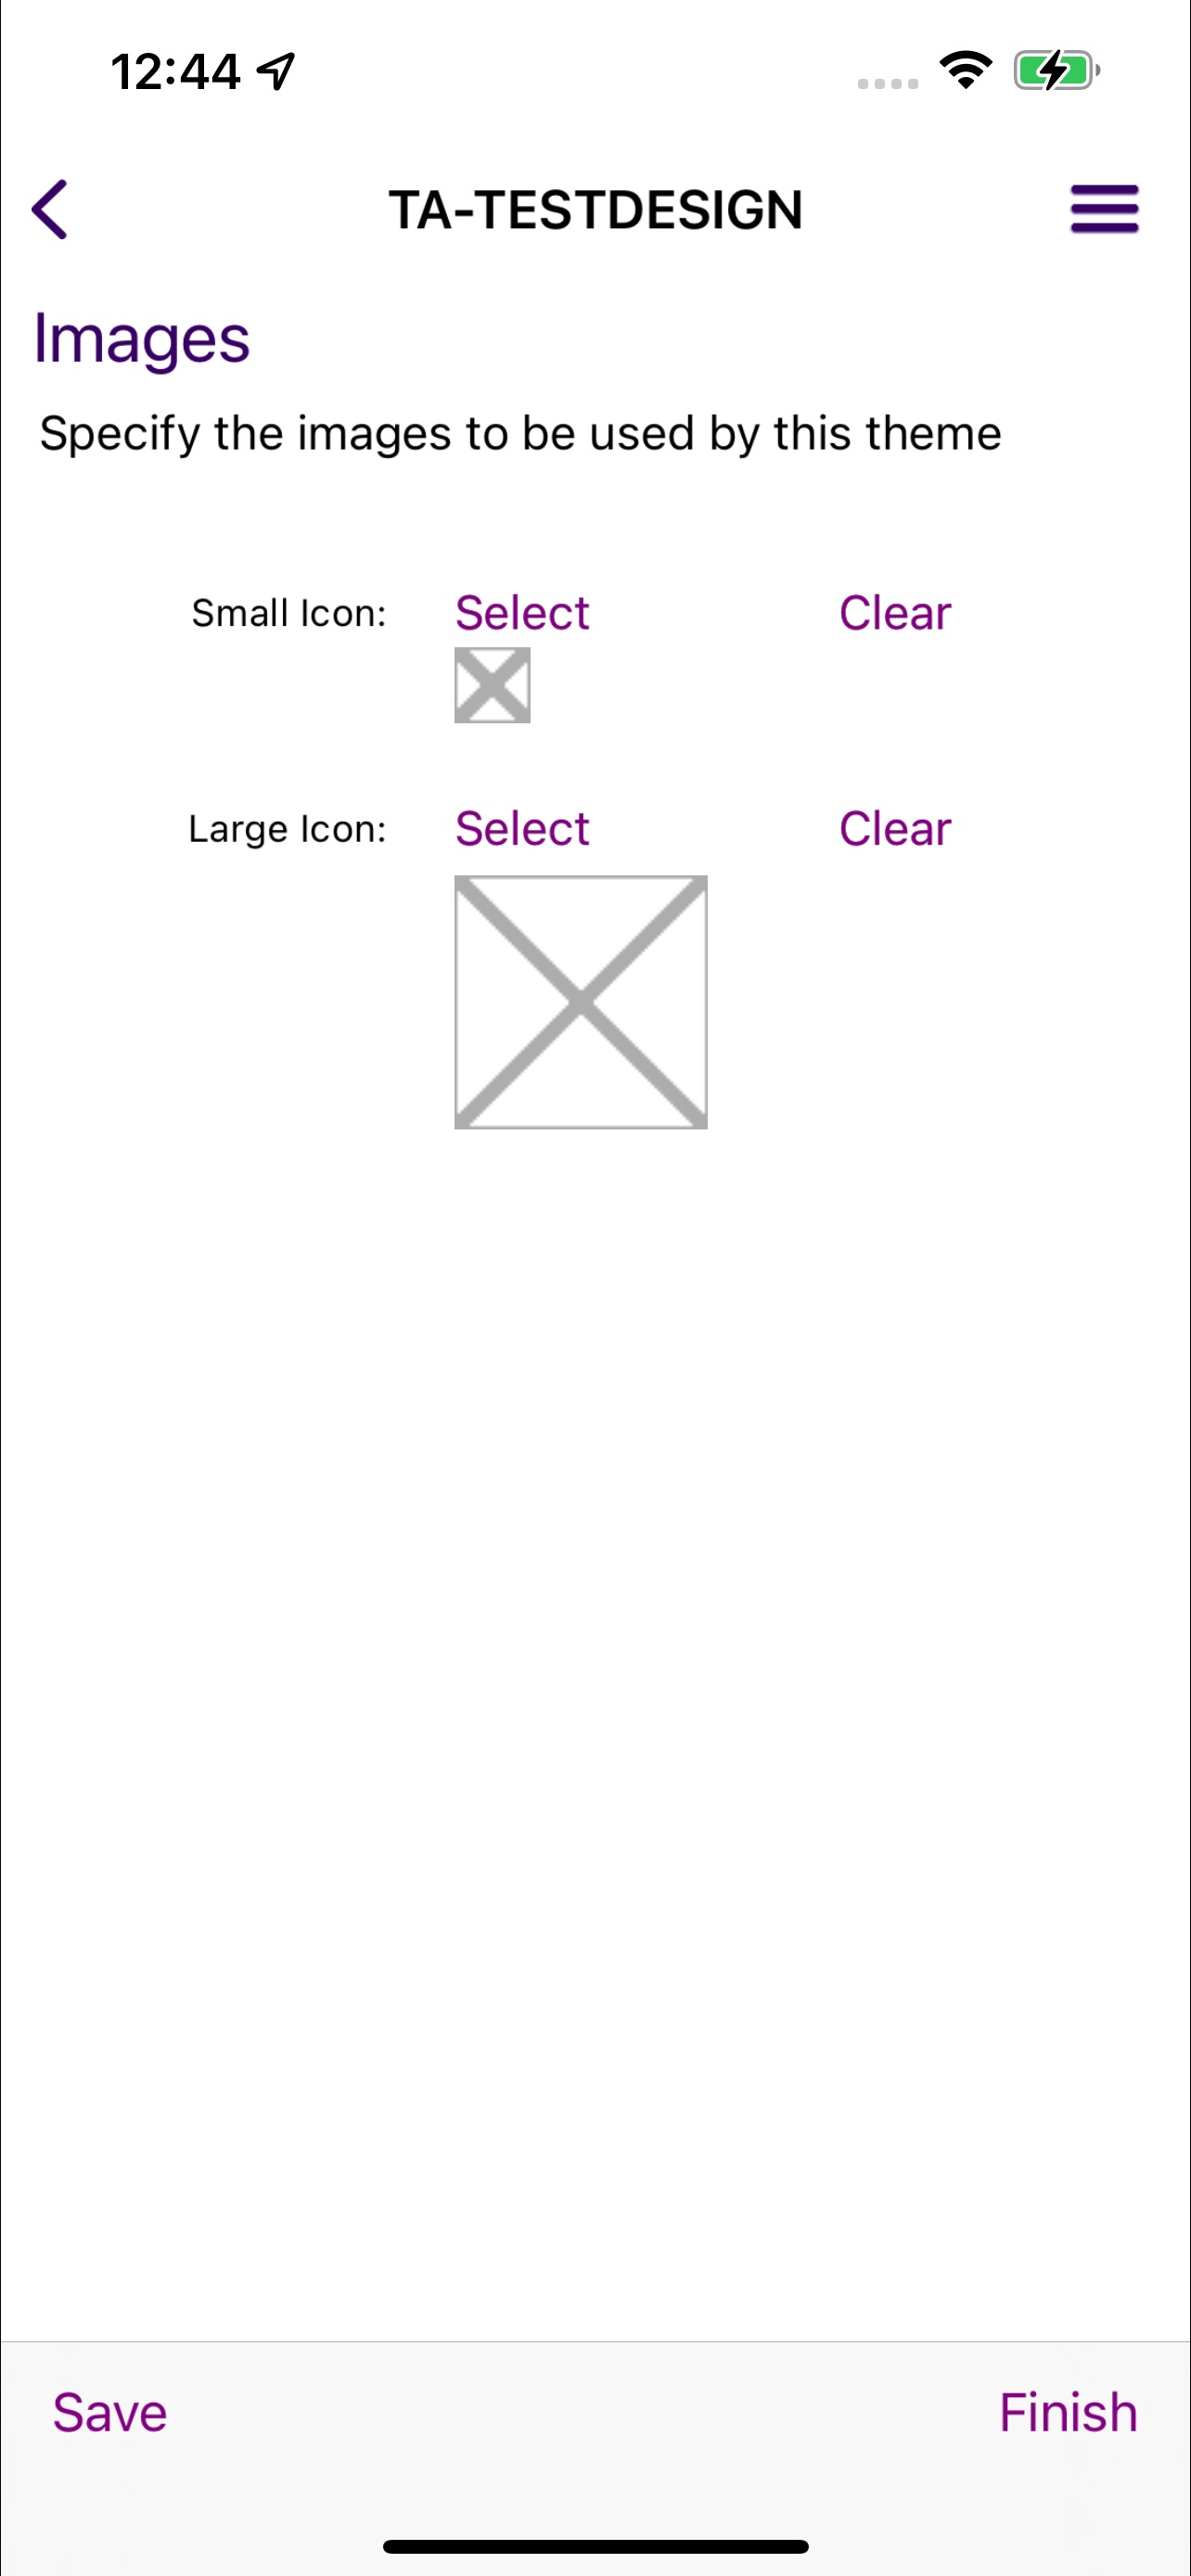 12:44
TA-TESTDESIGN
Images
Specify the images to be used by this theme
Small Icon: Select Clear
Large Icon: Select Clear
Save Finish